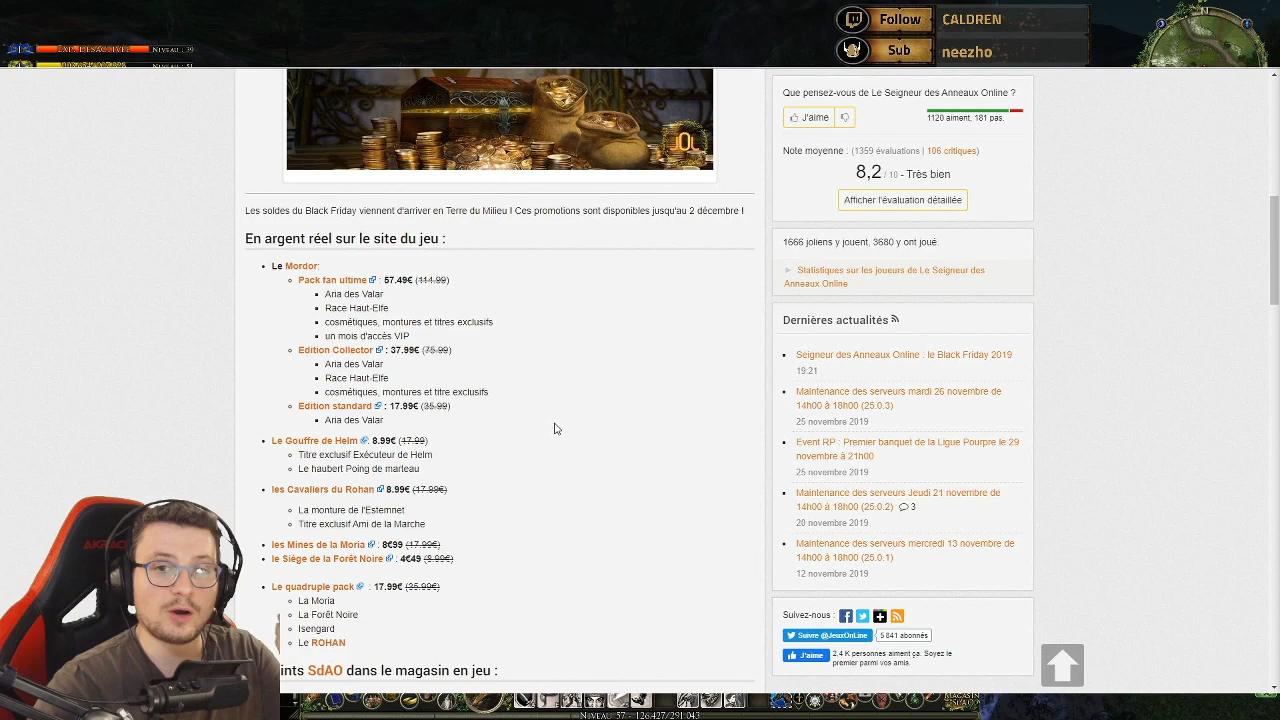 Follow
CALDREN
Sub
neezho
EXP. DÉSACTIVÉE
NIVEAU : 39
NIVEAU : 51
JOL
Les soldes du Black Friday viennent d'arriver en Terre du Milieu ! Ces promotions sont disponibles jusqu'au 2 décembre !
En argent réel sur le site du jeu :
Le Mordor:
Pack fan ultime : 57.49€ (114.99)
Aria des Valar
Race Haut-Elfe
cosmétiques, montures et titres exclusifs
un mois d'accès VIP
Edition Collector : 37.99€ (75.99)
Aria des Valar
Race Haut-Elfe
cosmétiques, montures et titre exclusifs
Edition standard : 17.99€ (35.99)
Aria des Valar
Le Gouffre de Helm 8.99€ (17.99)
Titre exclusif Exécuteur de Helm
Le haubert Poing de marteau
les Cavaliers du Rohan 8.99€ (17.99€)
La monture de l'Estemnet
Titre exclusif Ami de la Marche
les Mines de la Moria : 8€99 (17.99€)
le Siége de la Forêt Noire : 4€49 (8.99€)
Le quadruple pack : 17.99€ (35.99€)
La Moria
La Forêt Noire
Isengard
Le ROHAN
ints SdAO dans le magasin en jeu :
Que pensez-vous de Le Seigneur des Anneaux Online ?
J'aime
1120 aiment, 181 pas.
Note moyenne : (1359 évaluations | 106 critiques)
8,2 / 10 - Très bien
Afficher l'évaluation détaillée
1666 joliens y jouent, 3680 y ont joué.
Statistiques sur les joueurs de Le Seigneur des
Anneaux Online
Dernières actualités
Seigneur des Anneaux Online : le Black Friday 2019
19:21
Maintenance des serveurs mardi 26 novembre de
14h00 à 18h00 (25.0.3)
25 novembre 2019
Event RP : Premier banquet de la Ligue Pourpre le 29
novembre à 21h00
25 novembre 2019
Maintenance des serveurs Jeudi 21 novembre de
14h00 à 18h00 (25.0.2) 3
20 novembre 2019
Maintenance des serveurs mercredi 13 novembre de
14h00 à 18h00 (25.0.1)
12 novembre 2019
Suivez-nous :
Suivre @JeuxOnLine
5 841 abonnés
J'aime
2,4 K personnes aiment ça. Soyez le
premier parmi vos amis.
NIVEAU 57 - 126.427/291.043